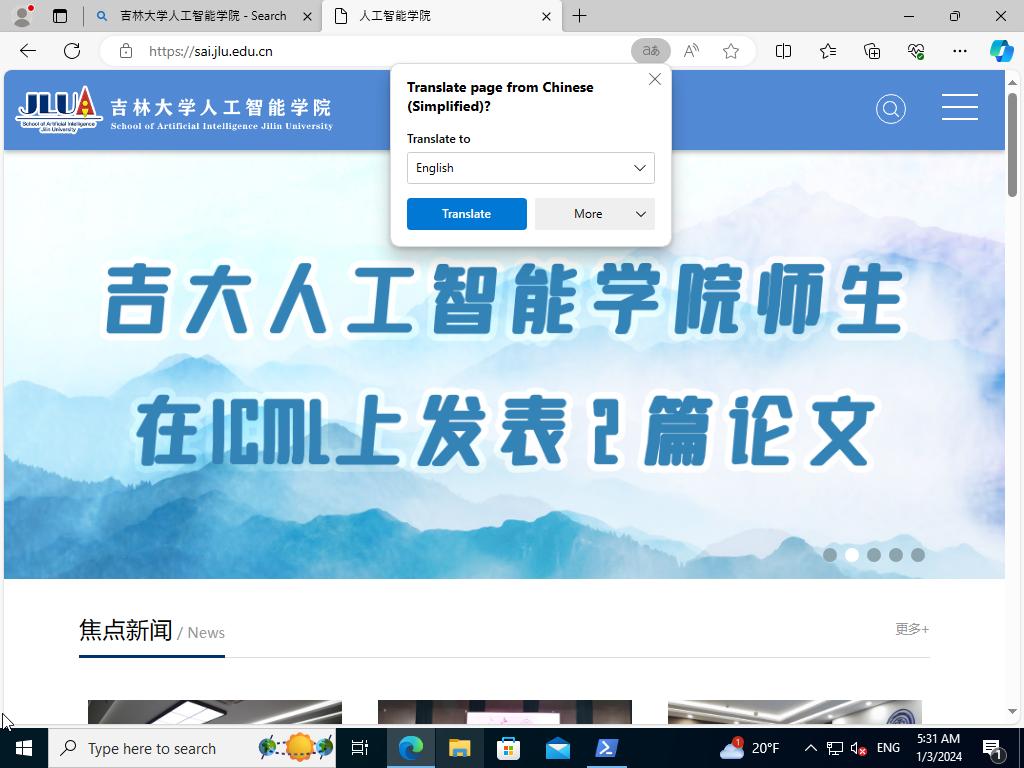 吉林大学人工智能学院 - Search
人工智能学院
https://sai.jlu.edu.cn
Translate page from Chinese
(Simplified)?
Translate to
English
Translate
More
JLUAI
School of Artificial Intelligence
Jilin University
吉林大学人工智能学院
School of Artificial Intelligence Jilin University
吉大人工智能学院师生
在ICML上发表2篇论文
焦点新闻 / News
更多+
Type here to search
1
20°F
ENG
5:31 AM
1/3/2024
1